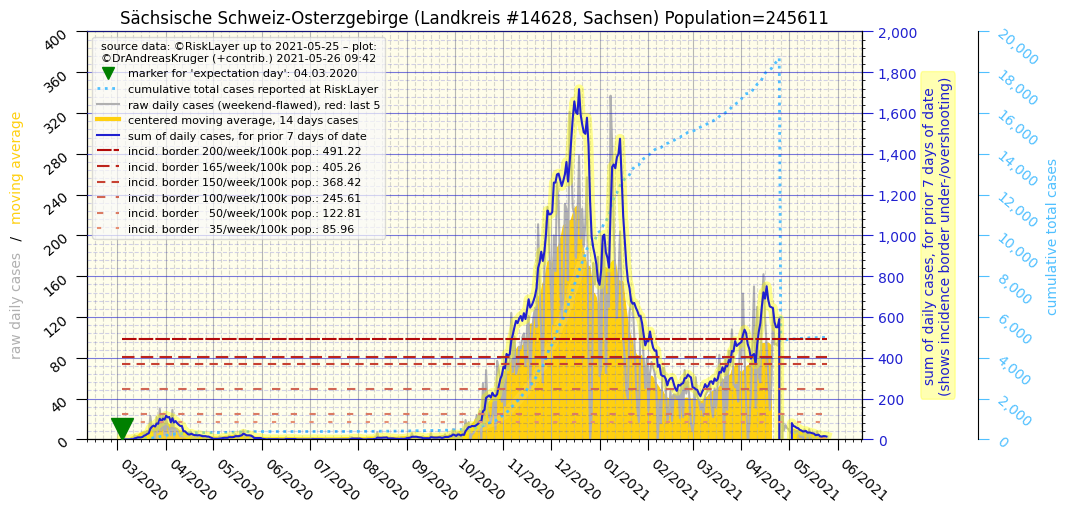 Sächsische Schweiz-Osterzgebirge (Landkreis #14628, Sachsen) Population=245611
source data: ©RiskLayer up to 2021-05-25 – plot:
©DrAndreasKruger (+contrib.) 2021-05-26 09:42
marker for 'expectation day': 04.03.2020
cumulative total cases reported at RiskLayer
raw daily cases (weekend-flawed), red: last 5
centered moving average, 14 days cases
sum of daily cases, for prior 7 days of date
incid. border 200/week/100k pop.: 491.22
incid. border 165/week/100k pop.: 405.26
incid. border 150/week/100k pop.: 368.42
incid. border 100/week/100k pop.: 245.61
incid. border 50/week/100k pop.: 122.81
incid. border 35/week/100k pop.: 85.96
raw daily cases / moving average
400
360
320
280
240
200
160
120
80
40
0
03/2020
04/2020
05/2020
06/2020
07/2020
08/2020
09/2020
10/2020
11/2020
12/2020
01/2021
02/2021
03/2021
04/2021
05/2021
06/2021
2,000
1,800
1,600
1,400
1,200
1,000
800
600
400
200
0
sum of daily cases, for prior 7 days of date
(shows incidence border under-/overshooting)
20,000
18,000
16,000
14,000
12,000
10,000
8,000
6,000
4,000
2,000
0
cumulative total cases